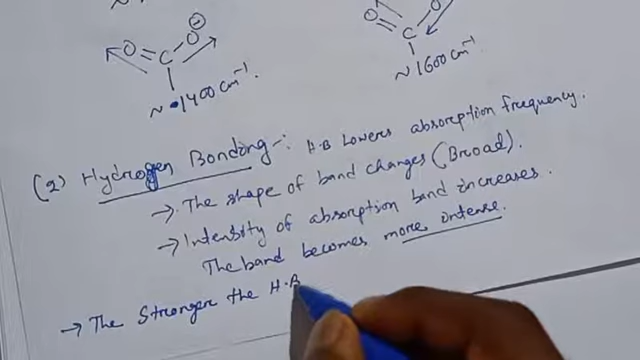 O=C-O⊖
~ 1400 cm⁻¹.
O=C-O
~ 1600 cm⁻¹
(2) Hydrogen Bonding -: H.B Lowers absorption frequency.
→ The shape of band changes (Broad).
→ Intensity of absorption band increases.
The band becomes more intense.
→ The Stronger the H.B